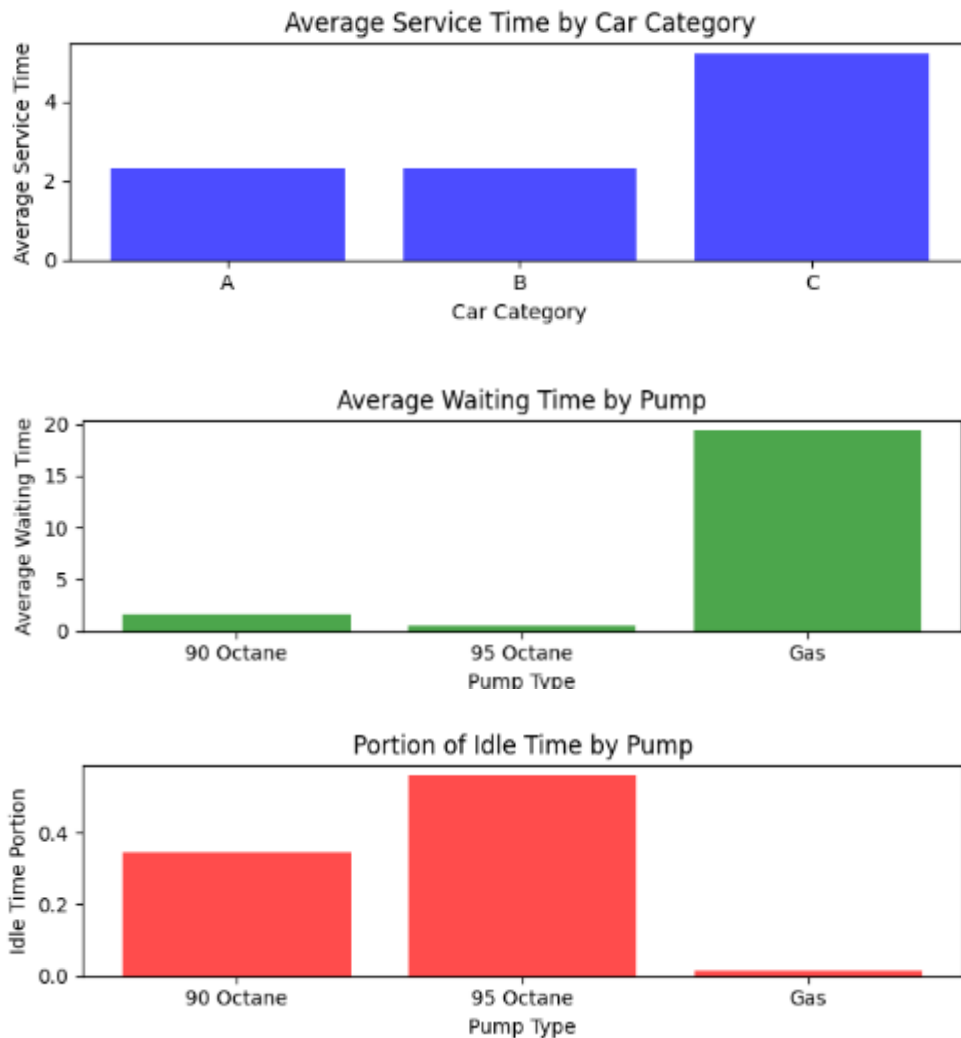 Average Service Time by Car Category
Average Service Time
4
2
0
A B C
Car Category
Average Waiting Time by Pump
Average Waiting Time
20
15
10
5
0
90 Octane 95 Octane Gas
Pump Type
Portion of Idle Time by Pump
Idle Time Portion
0.4
0.2
0.0
90 Octane 95 Octane Gas
Pump Type